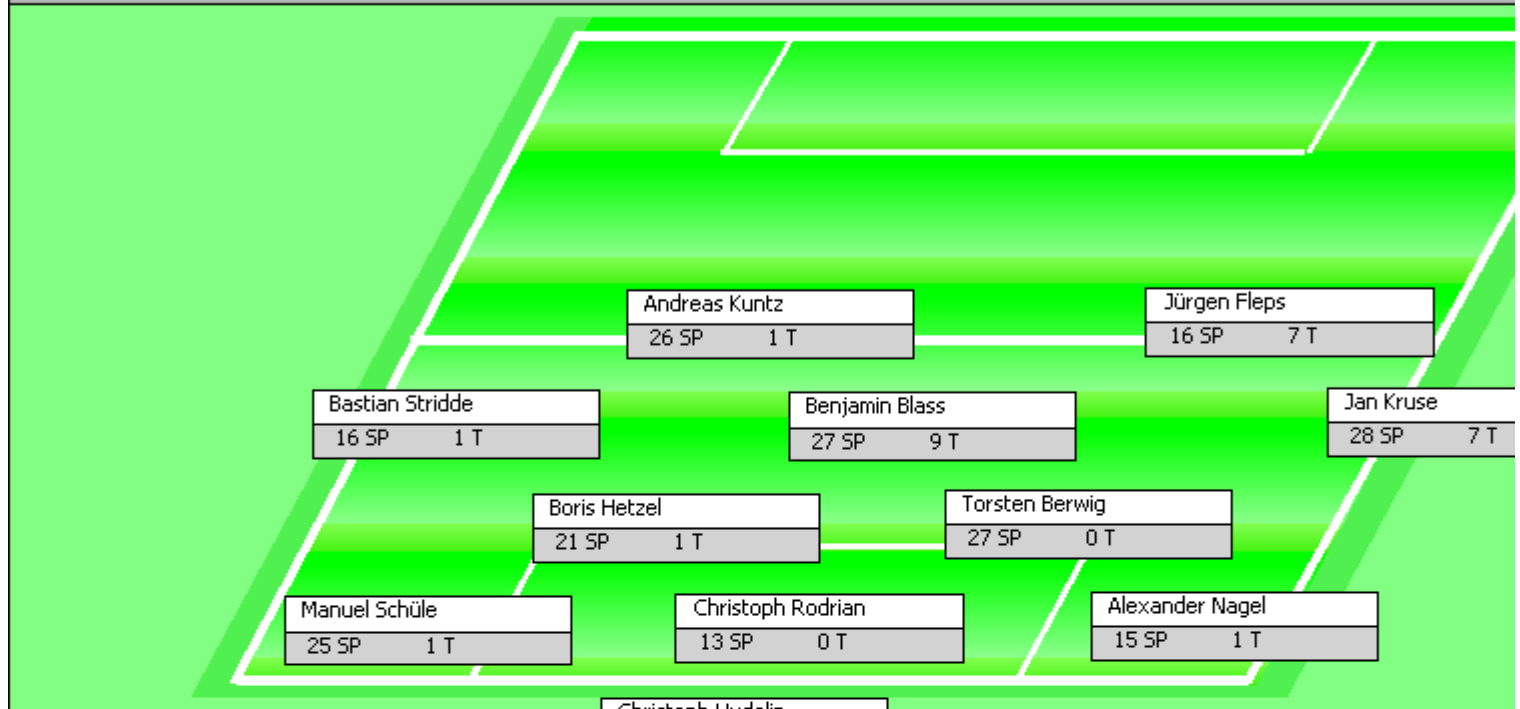 Andreas Kuntz
26 SP 1 T
Jürgen Fleps
16 SP 7 T
Bastian Stridde
16 SP 1 T
Benjamin Blass
27 SP 9 T
Jan Kruse
28 SP 7 T
Boris Hetzel
21 SP 1 T
Torsten Berwig
27 SP 0 T
Manuel Schüle
25 SP 1 T
Christoph Rodrian
13 SP 0 T
Alexander Nagel
15 SP 1 T
Christoph